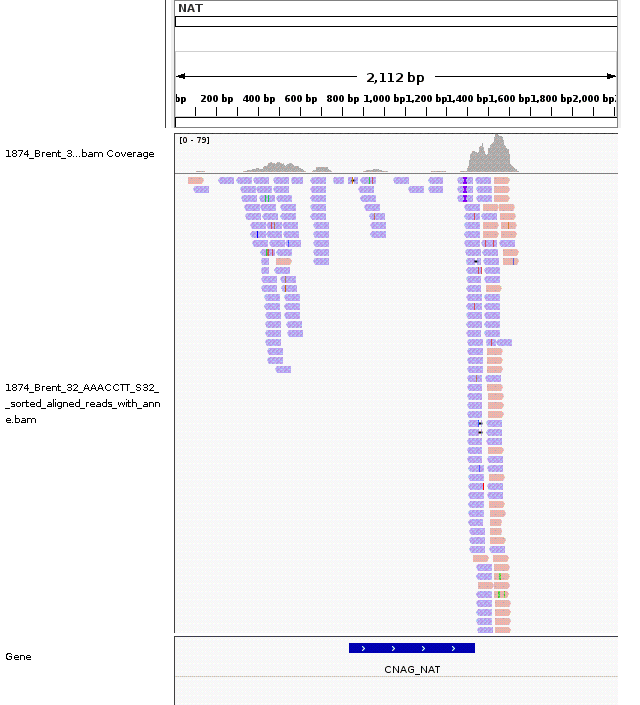 NAT
2,112 bp
bp 200 bp 400 bp 600 bp 800 bp 1,000 bp 1,200 bp 1,400 bp 1,600 bp 1,800 bp 2,000 bp
[0 - 79]
1874_Brent_3...bam Coverage
1874_Brent_32_AAACCTT_S32_
_sorted_aligned_reads_with_ann
e.bam
Gene
CNAG_NAT